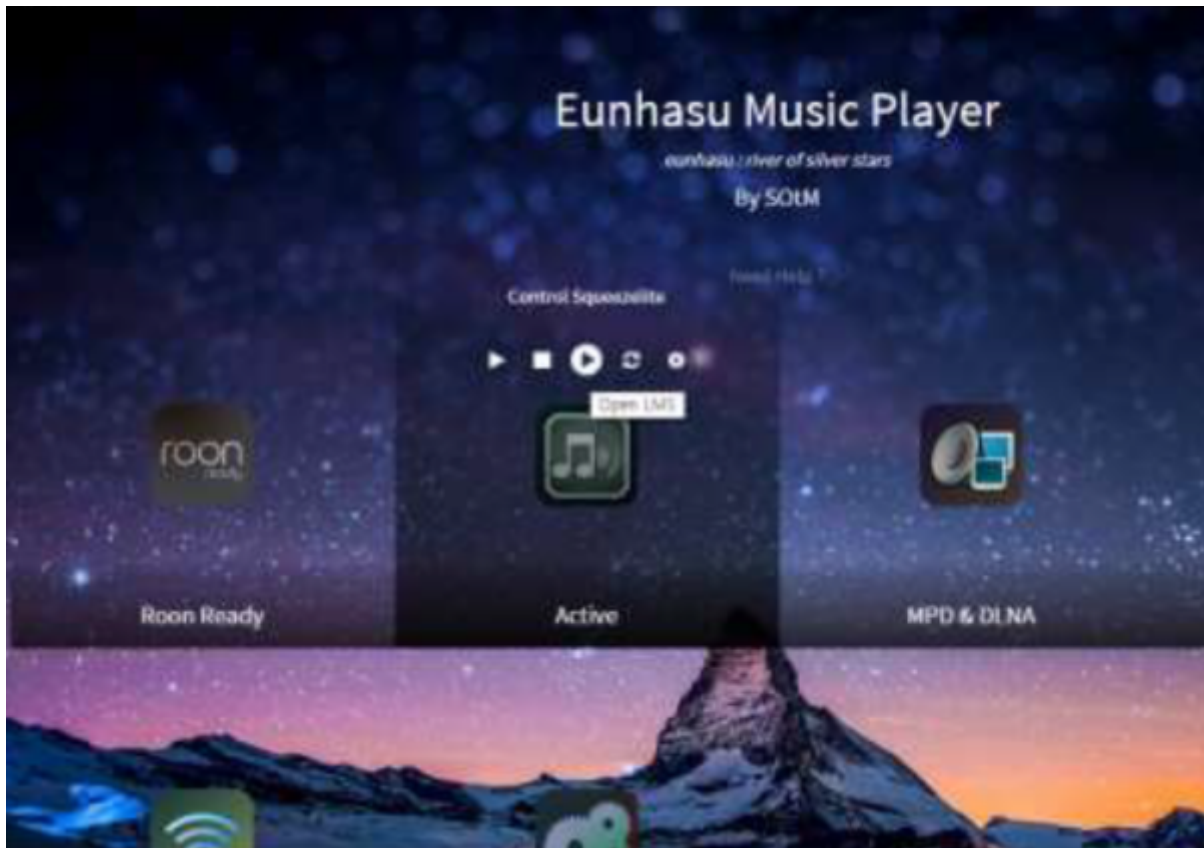 Eunhasu Music Player
eunhasu : river of silver stars
By SOtM
Need Help ?
Control Squeezelite
Open LMS
roon
ready
Roon Ready
Active
MPD & DLNA